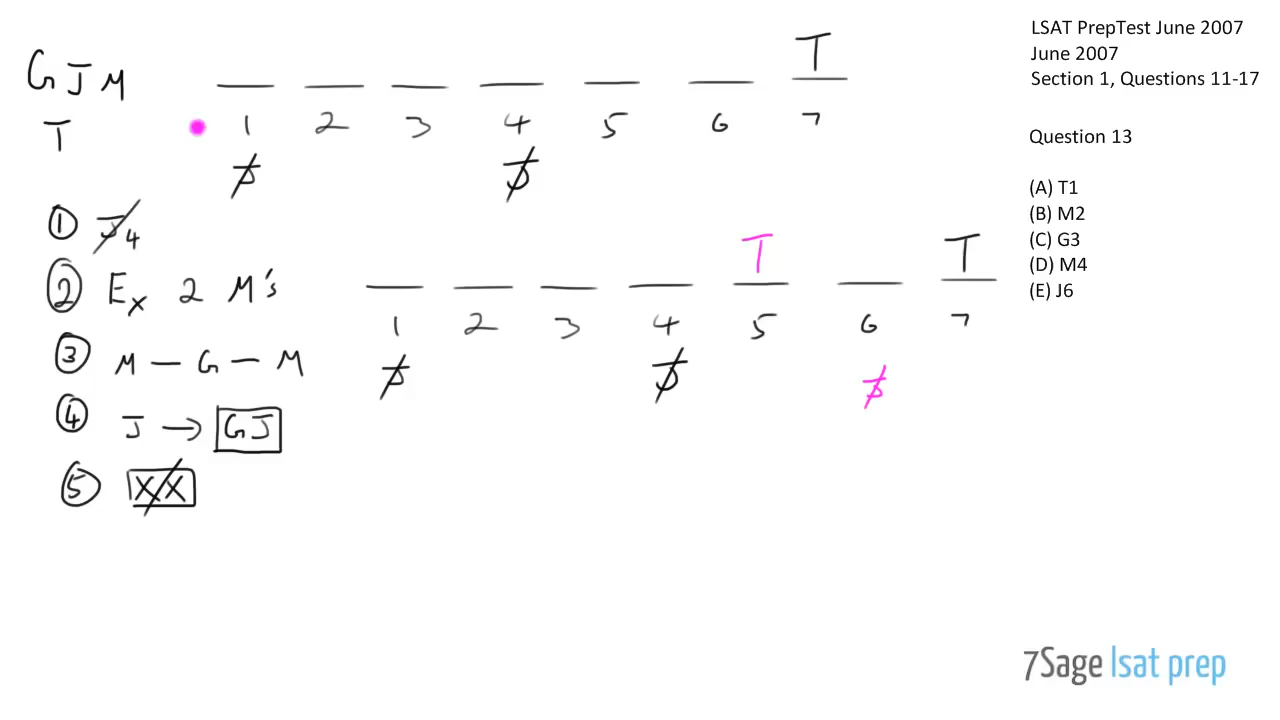 LSAT PrepTest June 2007
June 2007
Section 1, Questions 11-17
Question 13
(A) T1
(B) M2
(C) G3
(D) M4
(E) J6
G J M
T
T
1 2 3 4 5 6 7
J J
① J4
② Ex 2 M's
③ M — G — M
④ J → GJ
⑤ XX
T T
1 2 3 4 5 6 7
J J J
7Sage lsat prep